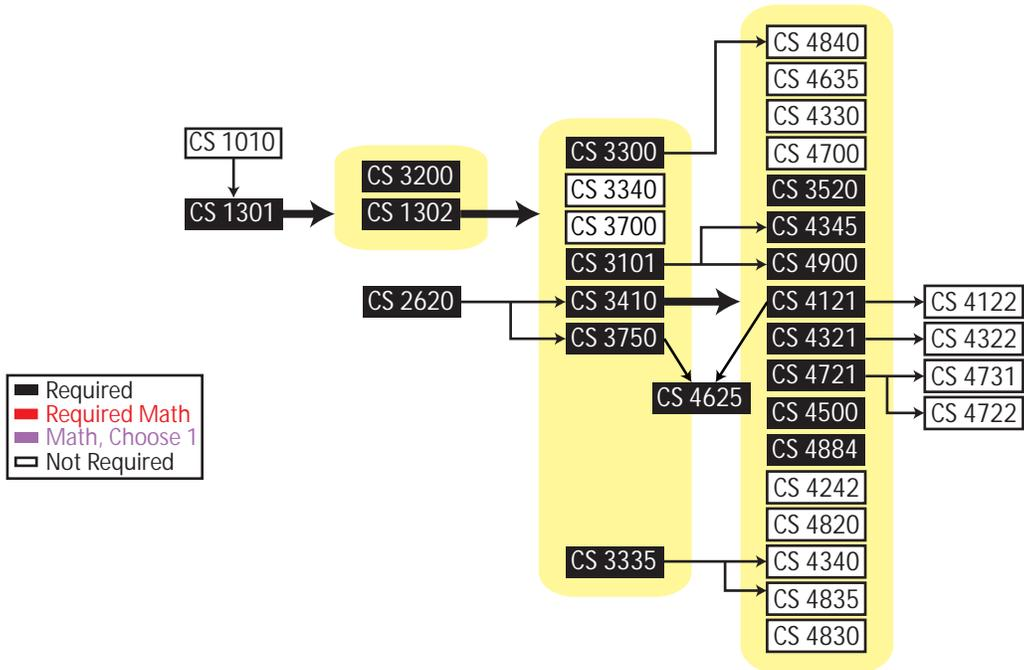 CS 1010
CS 1301
CS 3200
CS 1302
CS 2620
CS 3300
CS 3340
CS 3700
CS 3101
CS 3410
CS 3750
CS 4625
CS 3335
CS 4840
CS 4635
CS 4330
CS 4700
CS 3520
CS 4345
CS 4900
CS 4121
CS 4321
CS 4721
CS 4500
CS 4884
CS 4242
CS 4820
CS 4340
CS 4835
CS 4830
CS 4122
CS 4322
CS 4731
CS 4722
Required
Required Math
Math, Choose 1
Not Required